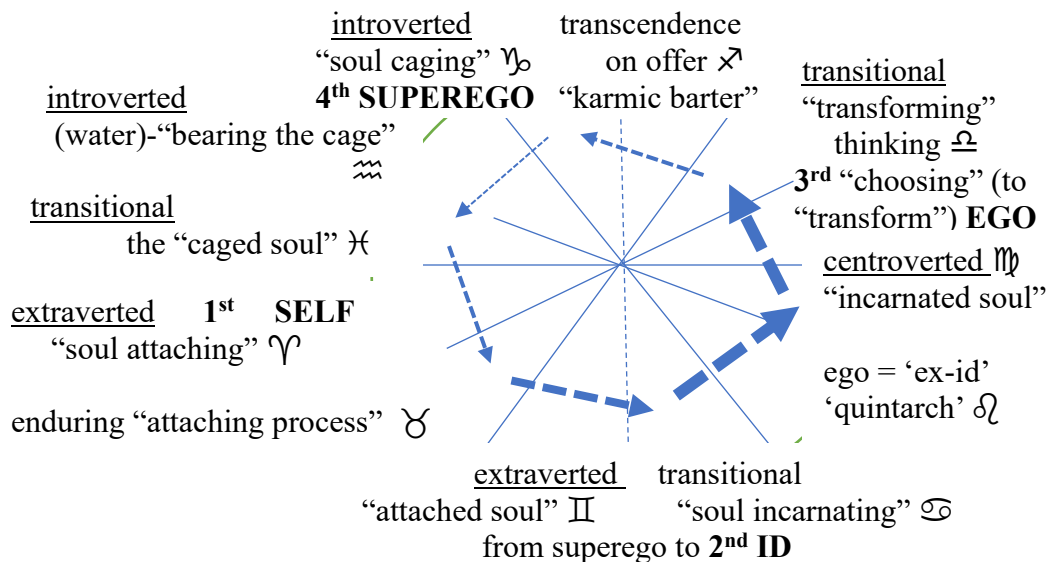 introverted
“soul caging” ♑
4th SUPEREGO
transcendence
on offer ♐
“karmic barter”
introverted
(water)-“bearing the cage”
♒
transitional
“transforming”
thinking ♎
3rd “choosing” (to
“transform”) EGO
transitional
the “caged soul” ♓
centroverted ♍
“incarnated soul”
extraverted 1st SELF
“soul attaching” ♈
ego = ‘ex-id’
‘quintarch’ ♌
enduring “attaching process” ♉
extraverted
“attached soul” ♊
transitional
“soul incarnating” ♋
from superego to 2nd ID